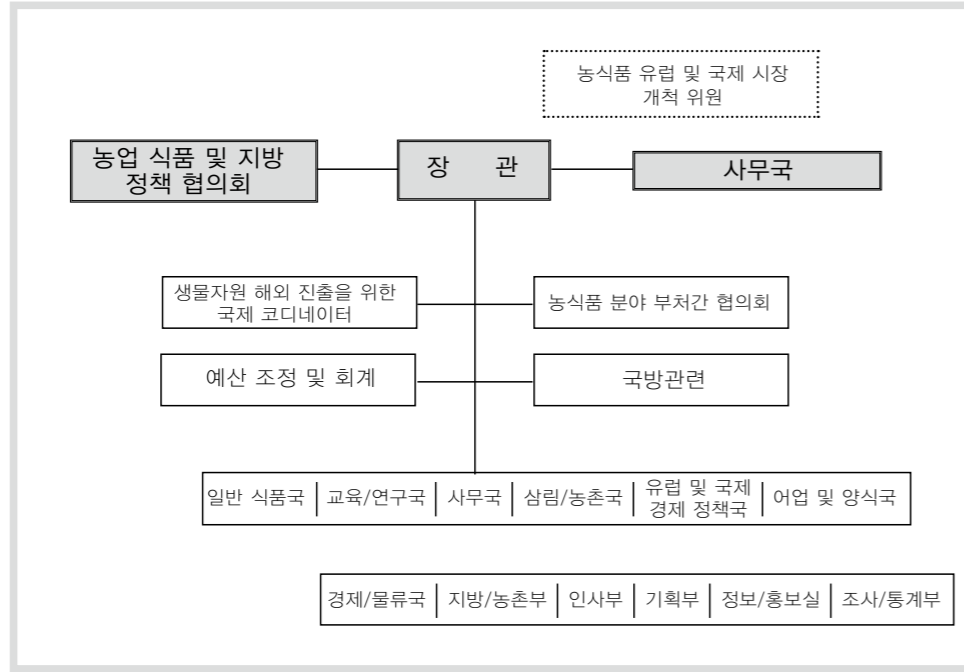 농식품 유럽 및 국제 시장
개척 위원
농업 식품 및 지방
정책 협의회
장 관
사무국
생물자원 해외 진출을 위한
국제 코디네이터
농식품 분야 부처간 협의회
예산 조정 및 회계
국방관련
일반 식품국
교육/연구국
사무국
삼림/농촌국
유럽 및 국제
경제 정책국
어업 및 양식국
경제/물류국
지방/농촌부
인사부
기획부
정보/홍보실
조사/통계부